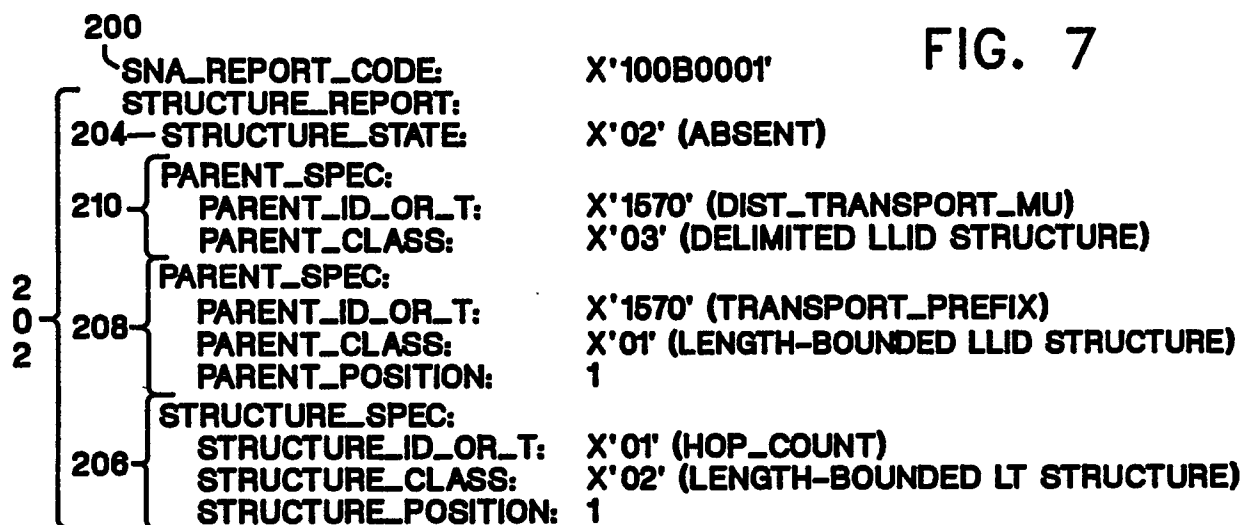 200
FIG. 7
SNA_REPORT_CODE: X'100B0001'
STRUCTURE_REPORT:
204 STRUCTURE_STATE: X'02' (ABSENT)
PARENT_SPEC:
210 PARENT_ID_OR_T: X'1570' (DIST_TRANSPORT_MU)
PARENT_CLASS: X'03' (DELIMITED LLID STRUCTURE)
PARENT_SPEC:
202
208 PARENT_ID_OR_T: X'1570' (TRANSPORT_PREFIX)
PARENT_CLASS: X'01' (LENGTH-BOUNDED LLID STRUCTURE)
PARENT_POSITION: 1
STRUCTURE_SPEC:
206 STRUCTURE_ID_OR_T: X'01' (HOP_COUNT)
STRUCTURE_CLASS: X'02' (LENGTH-BOUNDED LT STRUCTURE)
STRUCTURE_POSITION: 1